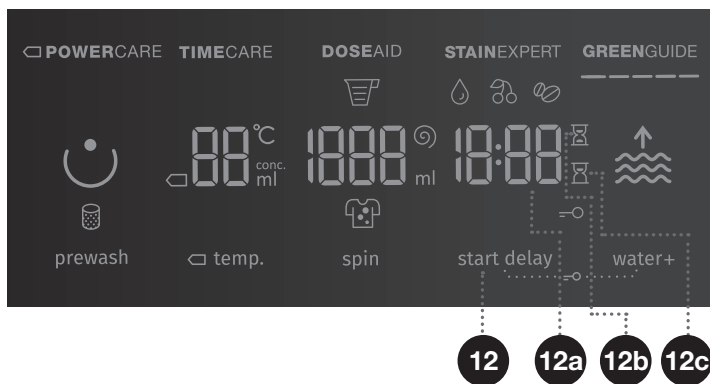 POWERCARE TIMECARE DOSEAID STAINEXPERT GREENGUIDE
88 °C 1888 18:88
conc.
ml ml
prewash temp. spin start delay water+
12 12a 12b 12c